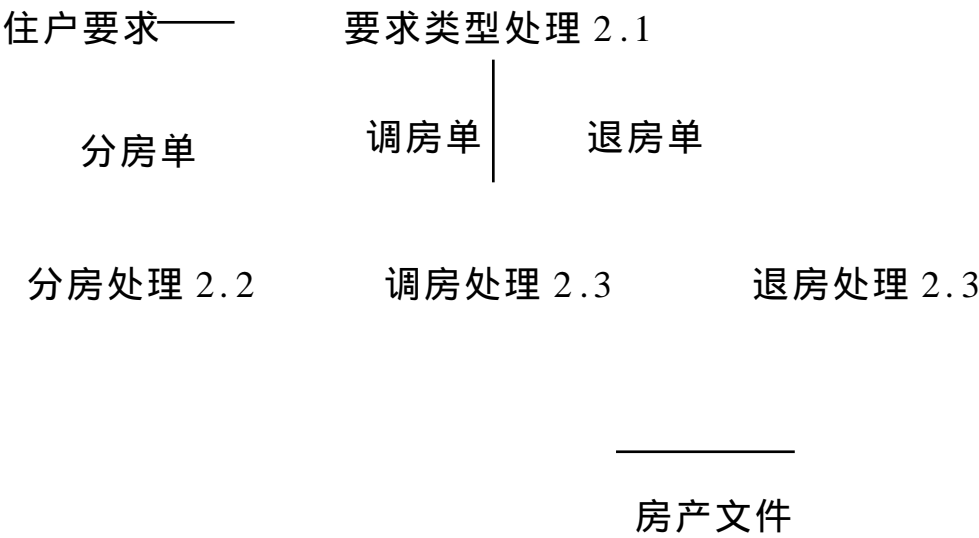 住户要求 要求类型处理 2.1
分房单 调房单 退房单
分房处理 2.2 调房处理 2.3 退房处理 2.3
房产文件